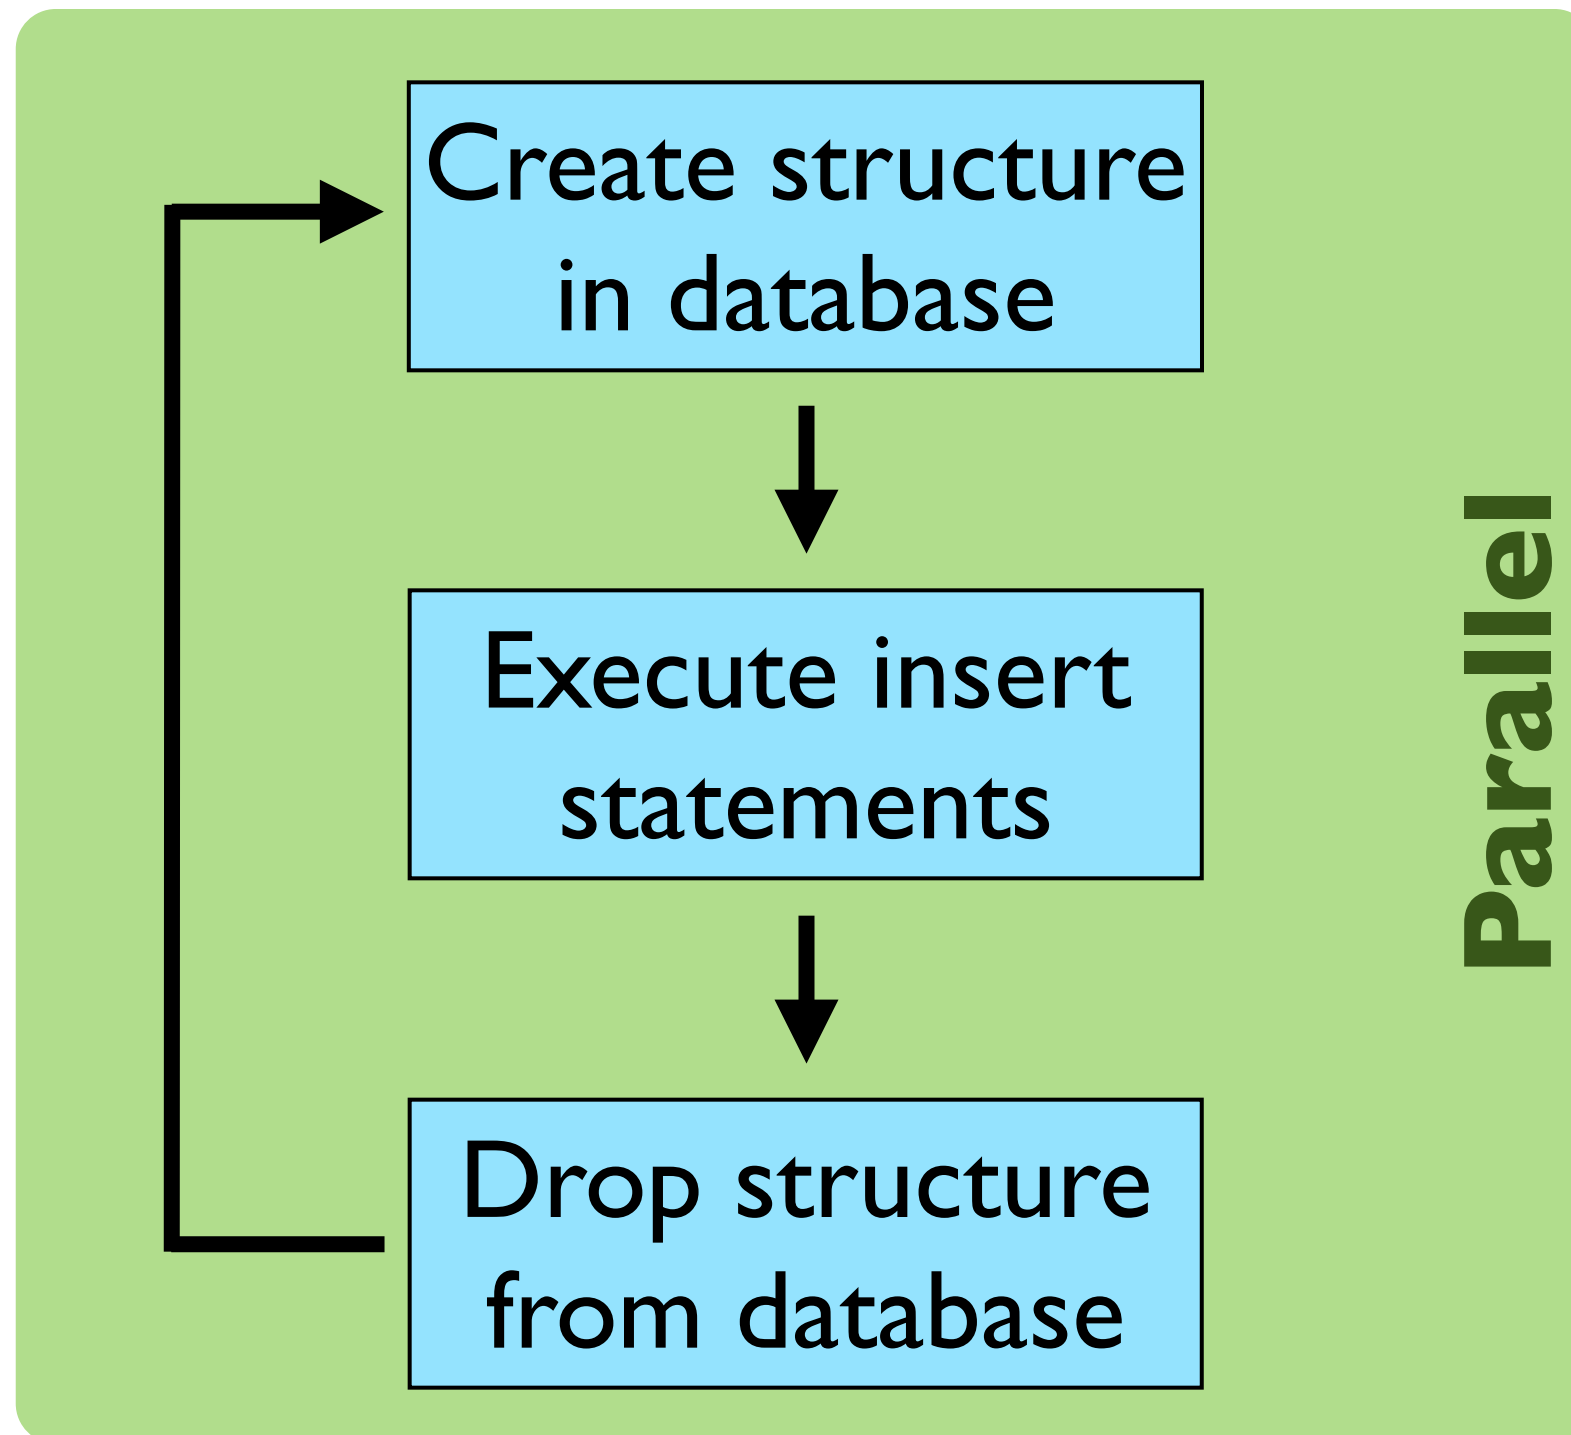 Create structure
in database
Execute insert
statements
Drop structure
from database
Parallel